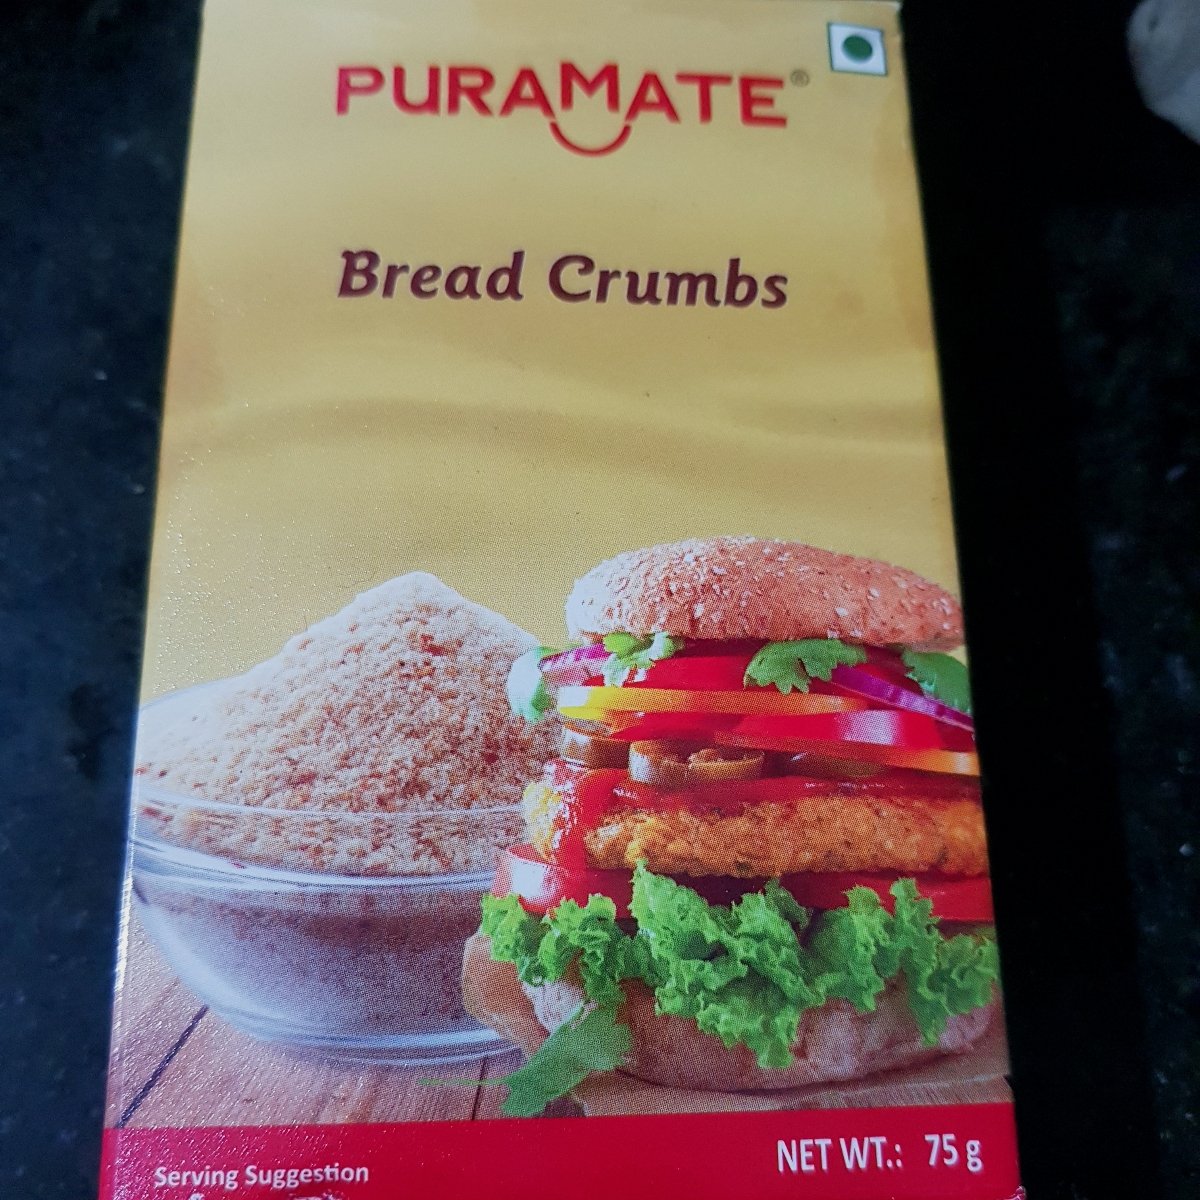 PURAMATE®
Bread Crumbs
NET WT.: 75 g
Serving Suggestion